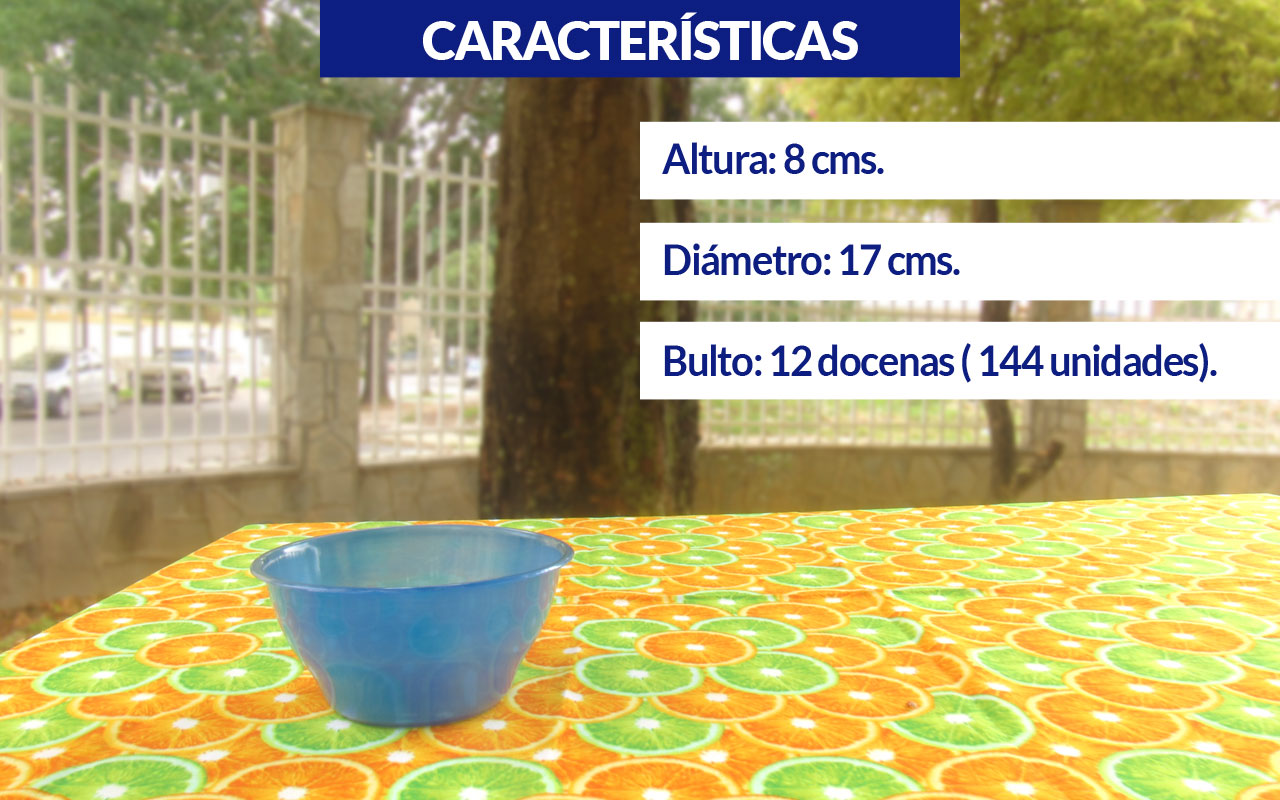 CARACTERÍSTICAS
Altura: 8 cms.
Diámetro: 17 cms.
Bulto: 12 docenas ( 144 unidades).